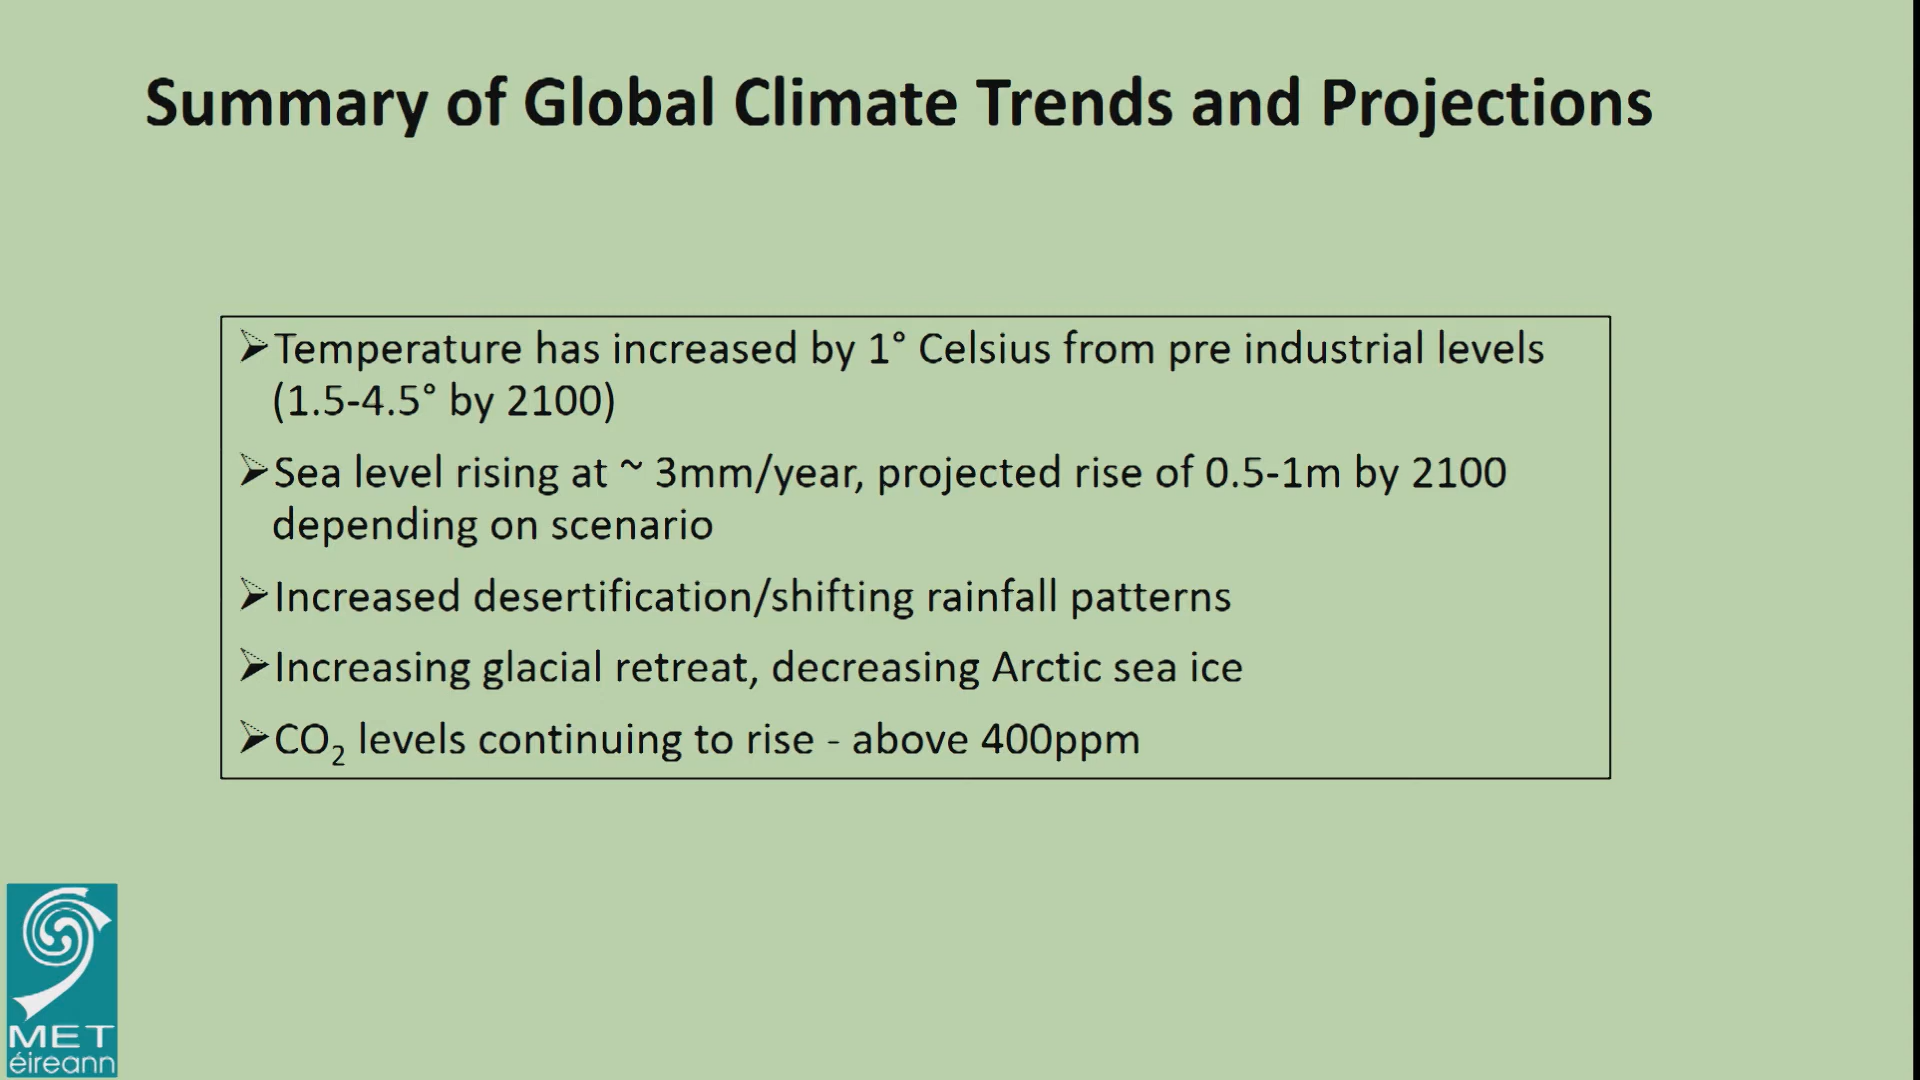 Summary of Global Climate Trends and Projections
➢Temperature has increased by 1° Celsius from pre industrial levels
(1.5-4.5° by 2100)
➢Sea level rising at ~ 3mm/year, projected rise of 0.5-1m by 2100
depending on scenario
➢Increased desertification/shifting rainfall patterns
➢Increasing glacial retreat, decreasing Arctic sea ice
➢CO₂ levels continuing to rise - above 400ppm
MET
éireann